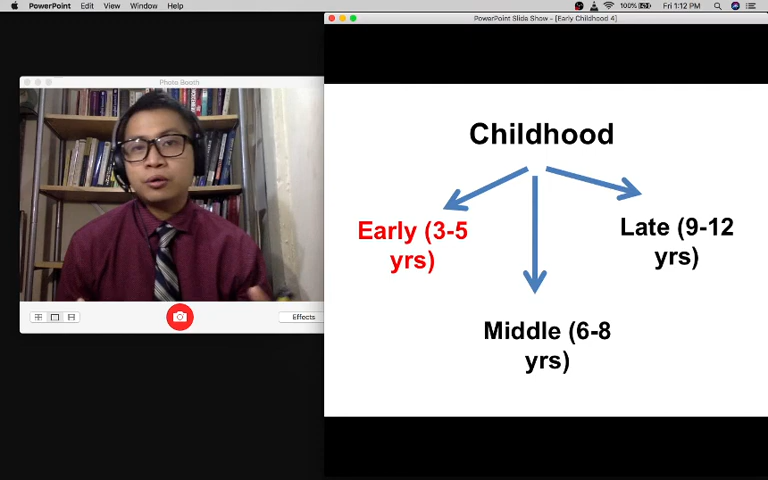 PowerPoint Edit View Window Help
100% Fri 1:12 PM
PowerPoint Slide Show - [Early Childhood 4]
Photo Booth
Childhood
Early (3-5
yrs)
Late (9-12
yrs)
Middle (6-8
yrs)
Effects